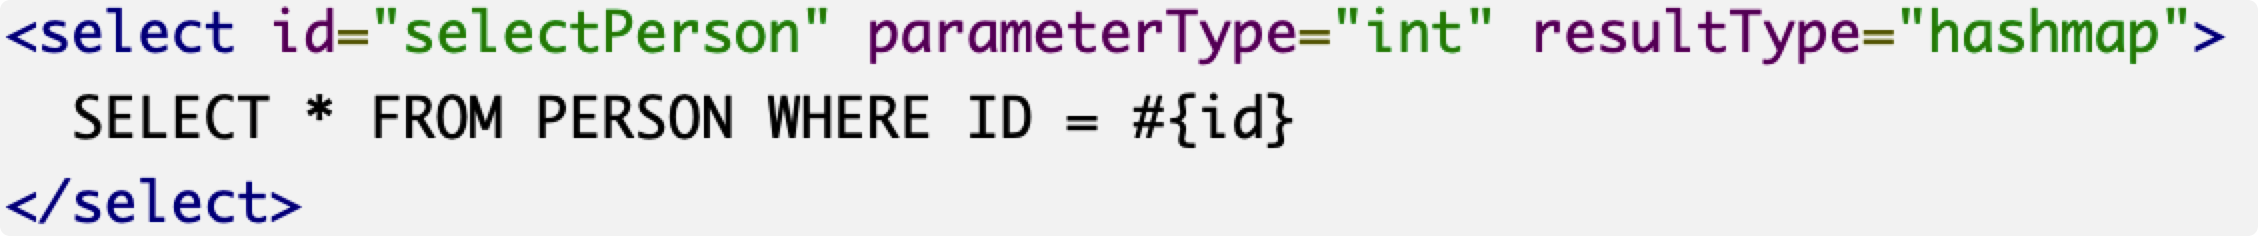 <select id="selectPerson" parameterType="int" resultType="hashmap">
  SELECT * FROM PERSON WHERE ID = #{id}
</select>